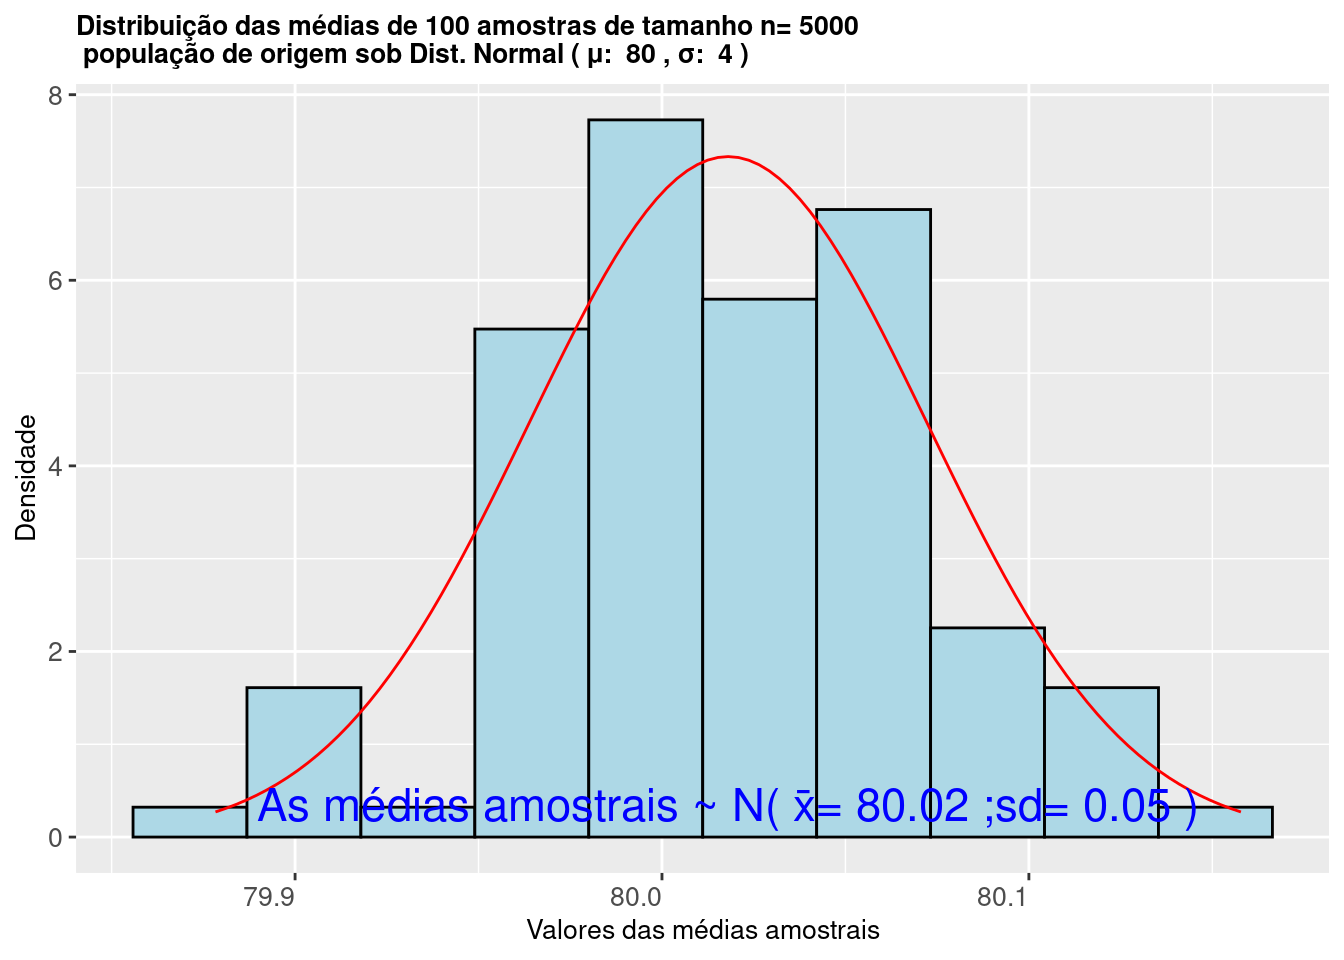 Distribuição das médias de 100 amostras de tamanho n= 5000
população de origem sob Dist. Normal ( μ:  80 , σ:  4 )
8
6
4
2
0
Densidade
As médias amostrais ~ N( x̄= 80.02 ;sd= 0.05 )
79.9
80.0
80.1
Valores das médias amostrais